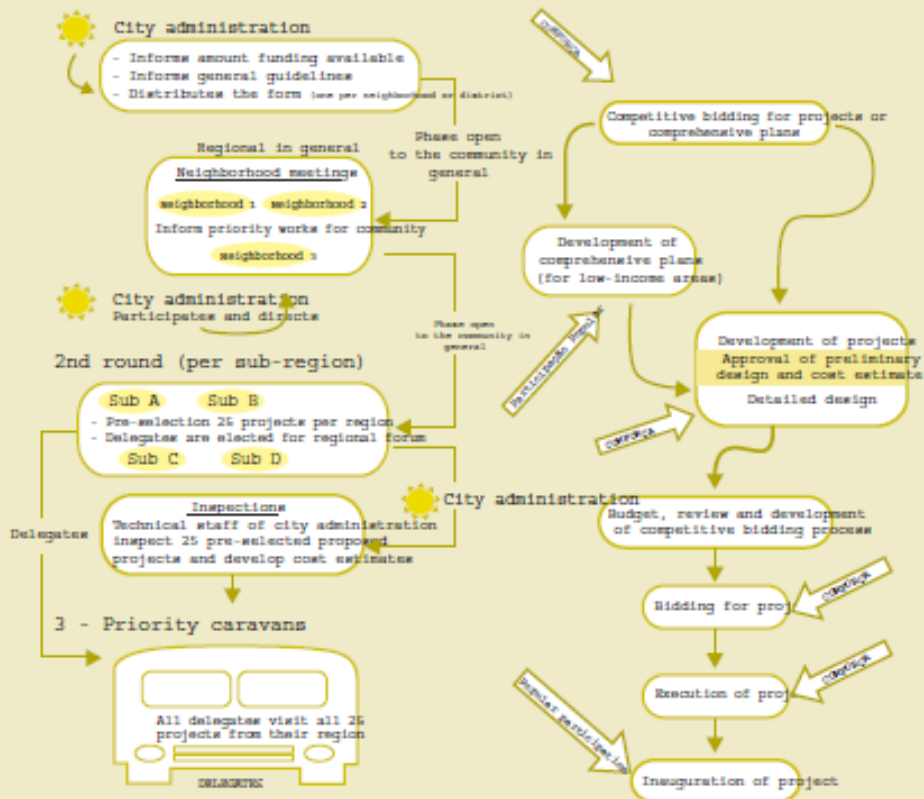 City administration
- Informs amount funding available
- Informs general guidelines
- Distributes the form (one per neighborhood or district)
Phase open
to the community in
general
Regional in general
Neighborhood meetings
neighborhood 1 neighborhood 2
Inform priority works for community
neighborhood 3
City administration
Participates and directs
Phase open
to the community in
general
2nd round (per sub-region)
Sub A Sub B
- Pre-selection 25 projects per region
- Delegates are elected for regional forum
Sub C Sub D
City administration
Inspections
Technical staff of city administration
inspect 25 pre-selected proposed
projects and develop cost estimates
Delegates
3 - Priority caravans
All delegates visit all 25
projects from their region
DELEGATES
COMFORÇA
Competitive bidding for projects or
comprehensive plans
Development of
comprehensive plans
(for low-income areas)
Participação Popular
Development of projects
Approval of preliminary
design and cost estimate
Detailed design
COMFORÇA
Budget, review and development
of competitive bidding process
Bidding for proj
COMFORÇA
Execution of proj
COMFORÇA
Popular participation
Inauguration of project